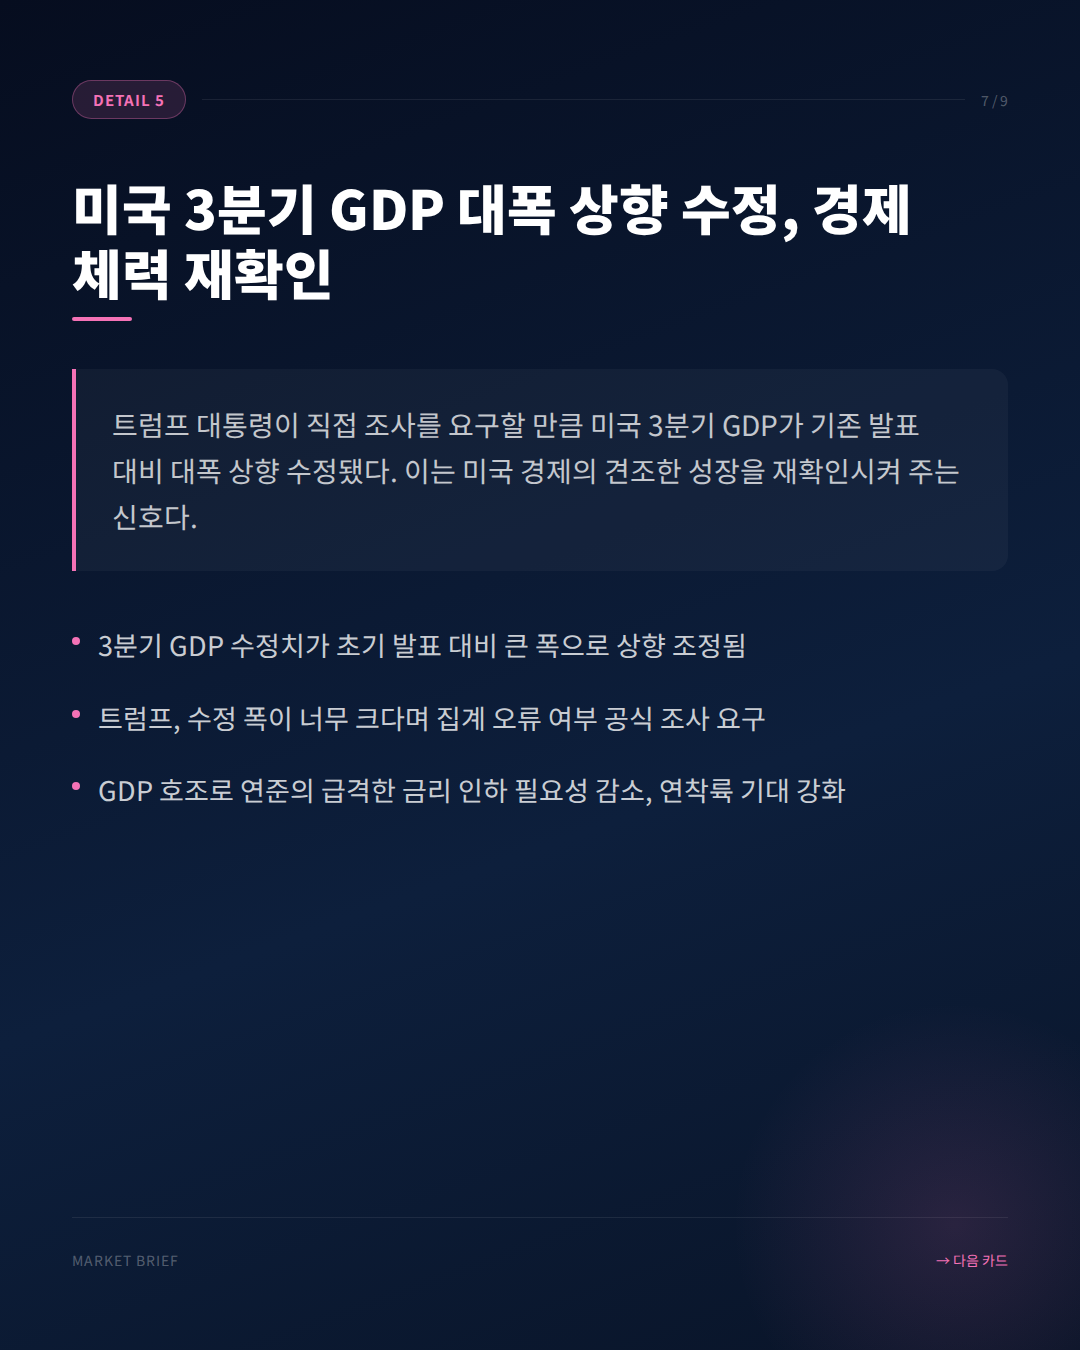 DETAIL 5
7 / 9
미국 3분기 GDP 대폭 상향 수정, 경제
체력 재확인
트럼프 대통령이 직접 조사를 요구할 만큼 미국 3분기 GDP가 기존 발표
대비 대폭 상향 수정됐다. 이는 미국 경제의 견조한 성장을 재확인시켜 주는
신호다.
• 3분기 GDP 수정치가 초기 발표 대비 큰 폭으로 상향 조정됨
• 트럼프, 수정 폭이 너무 크다며 집계 오류 여부 공식 조사 요구
• GDP 호조로 연준의 급격한 금리 인하 필요성 감소, 연착륙 기대 강화
MARKET BRIEF
→ 다음 카드